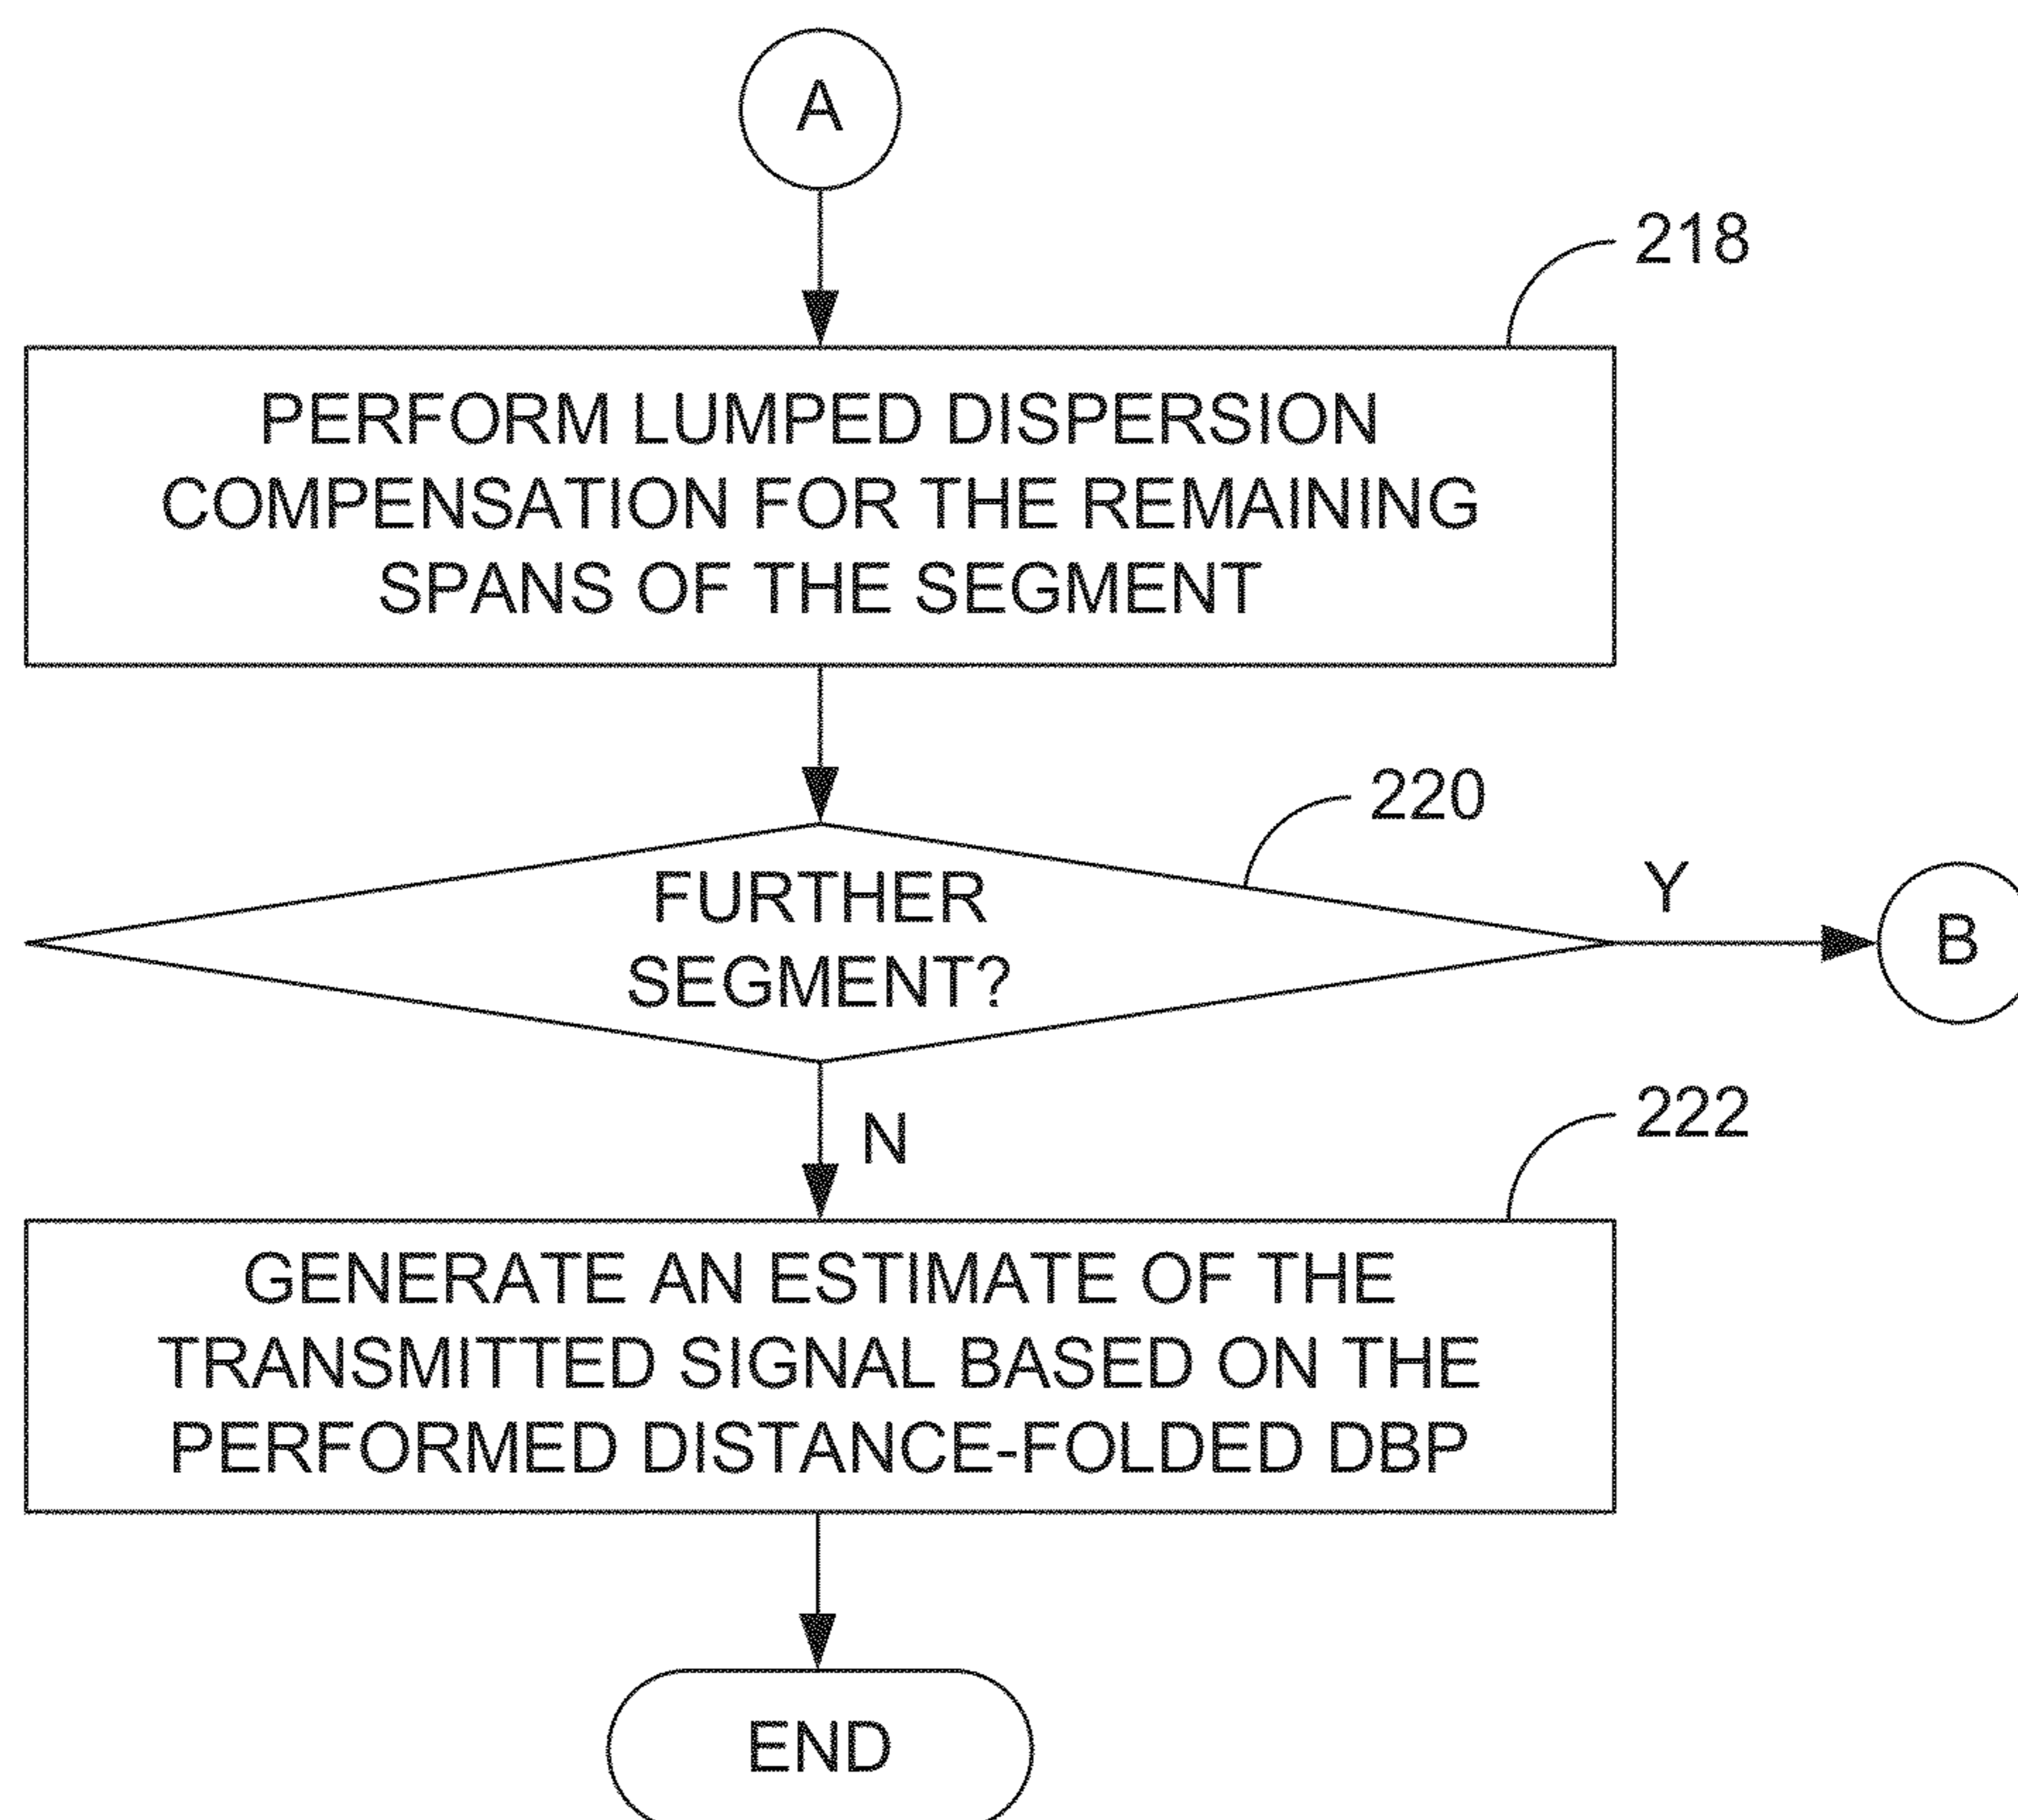 A
218
PERFORM LUMPED DISPERSION
COMPENSATION FOR THE REMAINING
SPANS OF THE SEGMENT
220
FURTHER
SEGMENT?
Y
B
N
222
GENERATE AN ESTIMATE OF THE
TRANSMITTED SIGNAL BASED ON THE
PERFORMED DISTANCE-FOLDED DBP
END